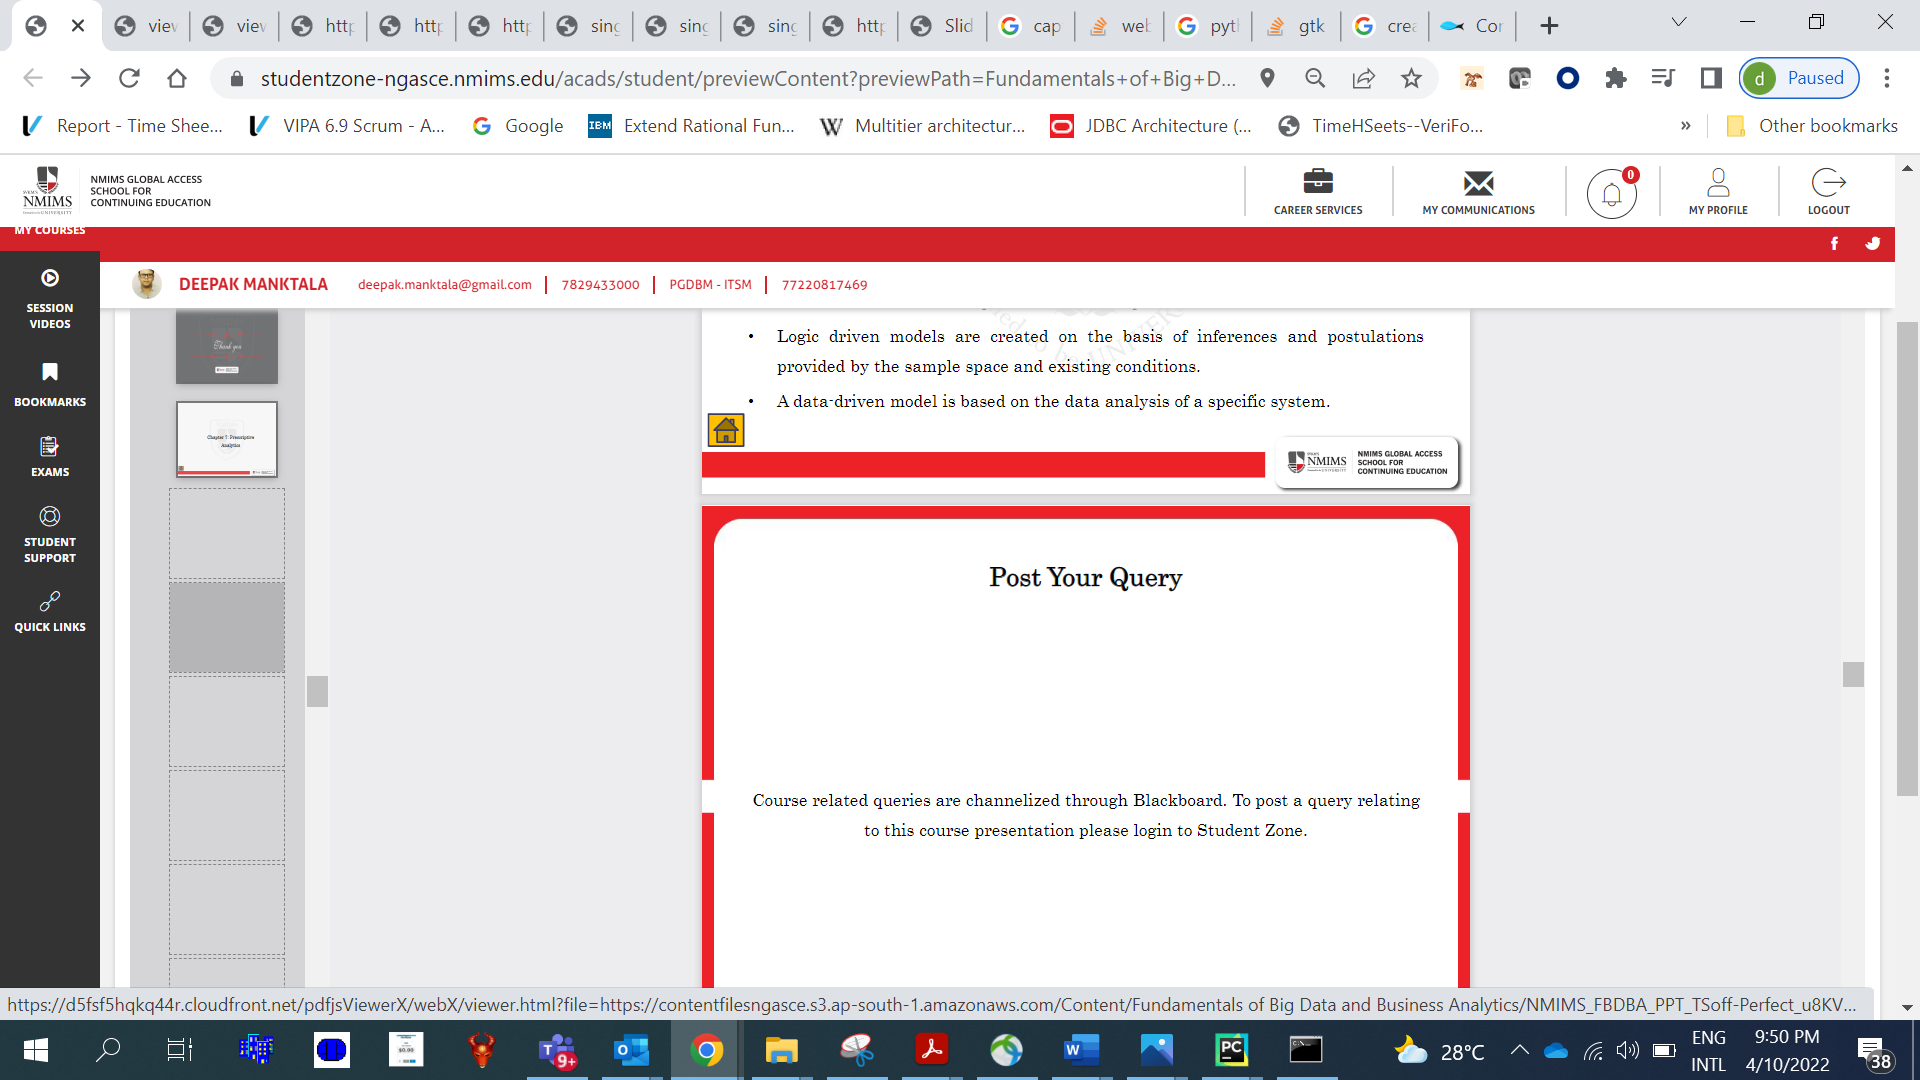 viev
viev
http
http
http
sing
sing
sing
http
Slid
cap
wet
pyth
gtk
crea
Cor
studentzone-ngasce.nmims.edu/acads/student/previewContent?previewPath=Fundamentals+of+Big+D...
d Paused
Report - Time Shee...
VIPA 6.9 Scrum - A...
Google
IBM Extend Rational Fun...
W Multitier architectur...
JDBC Architecture (...
TimeHSeets--VeriFo...
»
Other bookmarks
NMIMS
NMIMS GLOBAL ACCESS
SCHOOL FOR
CONTINUING EDUCATION
CAREER SERVICES
MY COMMUNICATIONS
0
MY PROFILE
LOGOUT
MY COURSES
DEEPAK MANKTALA
deepak.manktala@gmail.com
7829433000
PGDBM - ITSM
77220817469
SESSION
VIDEOS
BOOKMARKS
EXAMS
STUDENT
SUPPORT
QUICK LINKS
Thank you
Chapter 7: Prescriptive
Analytics
• Logic driven models are created on the basis of inferences and postulations
provided by the sample space and existing conditions.
• A data-driven model is based on the data analysis of a specific system.
NMIMS
NMIMS GLOBAL ACCESS
SCHOOL FOR
CONTINUING EDUCATION
Post Your Query
Course related queries are channelized through Blackboard. To post a query relating
to this course presentation please login to Student Zone.
https://d5fsf5hqkq44r.cloudfront.net/pdfjsViewerX/webX/viewer.html?file=https://contentfilesngasce.s3.ap-south-1.amazonaws.com/Content/Fundamentals of Big Data and Business Analytics/NMIMS_FBDBA_PPT_TSoff-Perfect_u8KV...
9+
PC
28°C
ENG
INTL
9:50 PM
4/10/2022
38